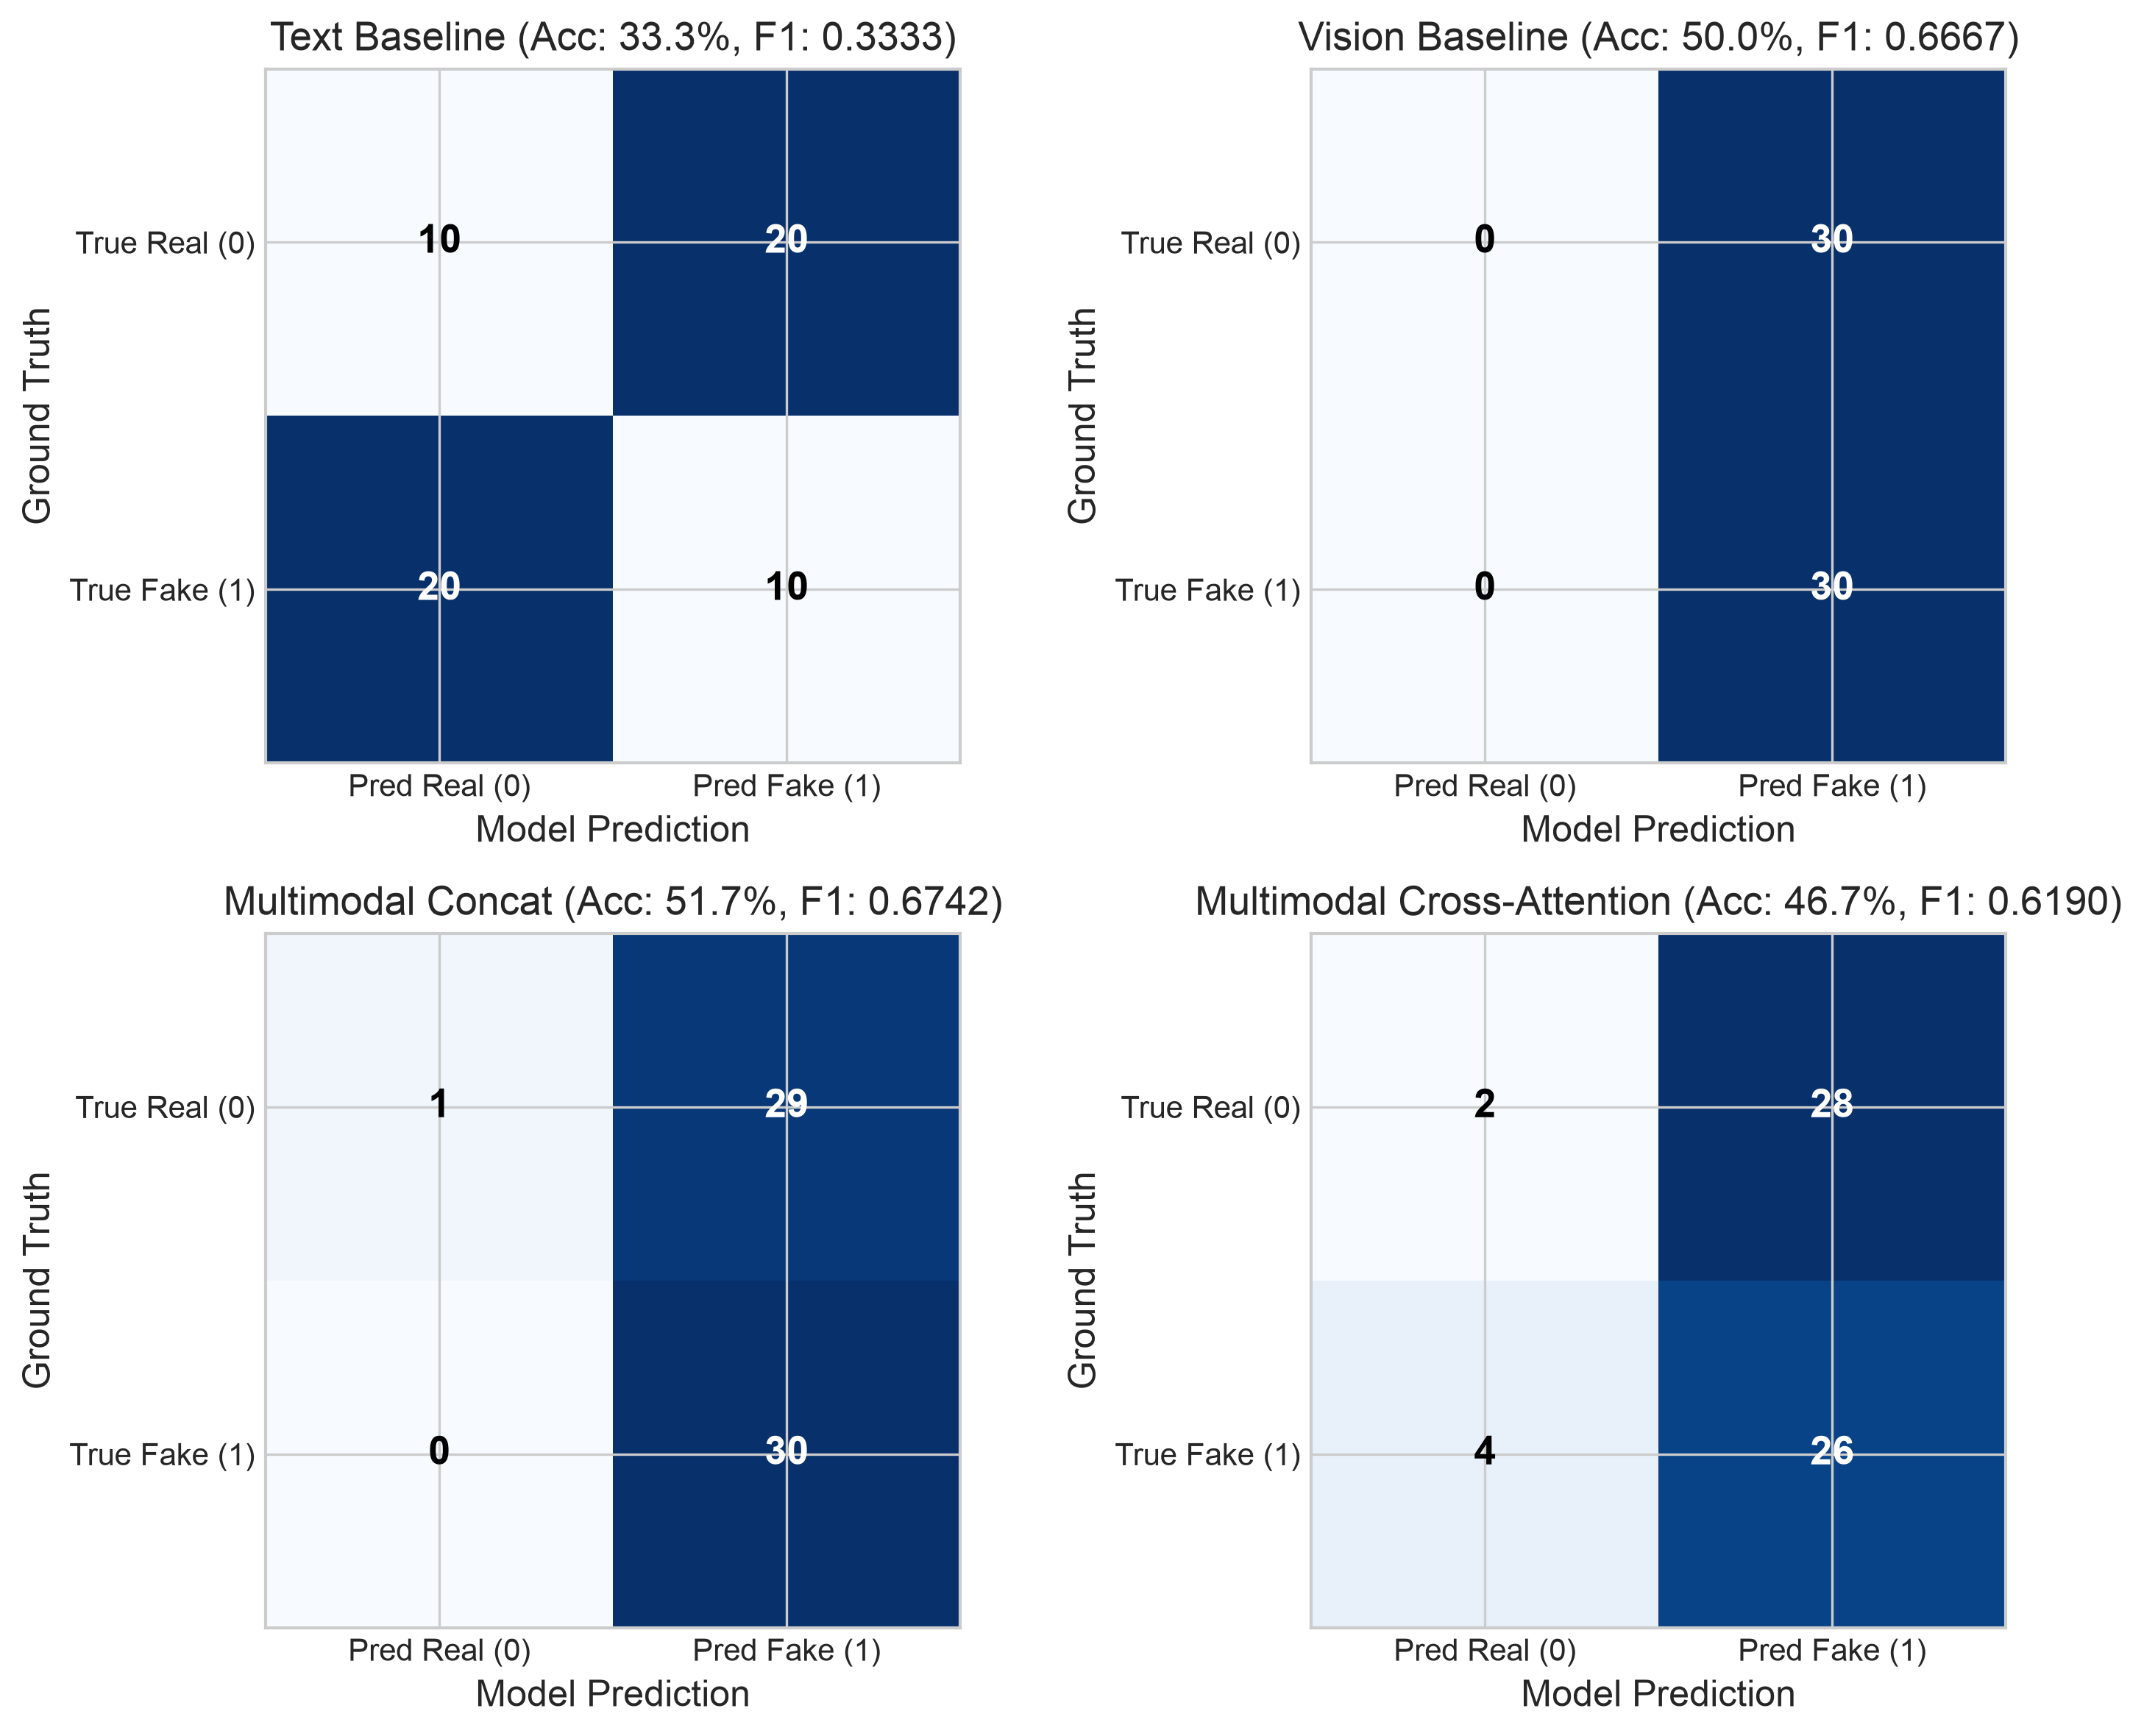 Text Baseline (Acc: 33.3%, F1: 0.3333)
Ground Truth
True Real (0)
10
20
True Fake (1)
20
10
Pred Real (0)
Pred Fake (1)
Model Prediction
Vision Baseline (Acc: 50.0%, F1: 0.6667)
Ground Truth
True Real (0)
0
30
True Fake (1)
0
30
Pred Real (0)
Pred Fake (1)
Model Prediction
Multimodal Concat (Acc: 51.7%, F1: 0.6742)
Ground Truth
True Real (0)
1
29
True Fake (1)
0
30
Pred Real (0)
Pred Fake (1)
Model Prediction
Multimodal Cross-Attention (Acc: 46.7%, F1: 0.6190)
Ground Truth
True Real (0)
2
28
True Fake (1)
4
26
Pred Real (0)
Pred Fake (1)
Model Prediction